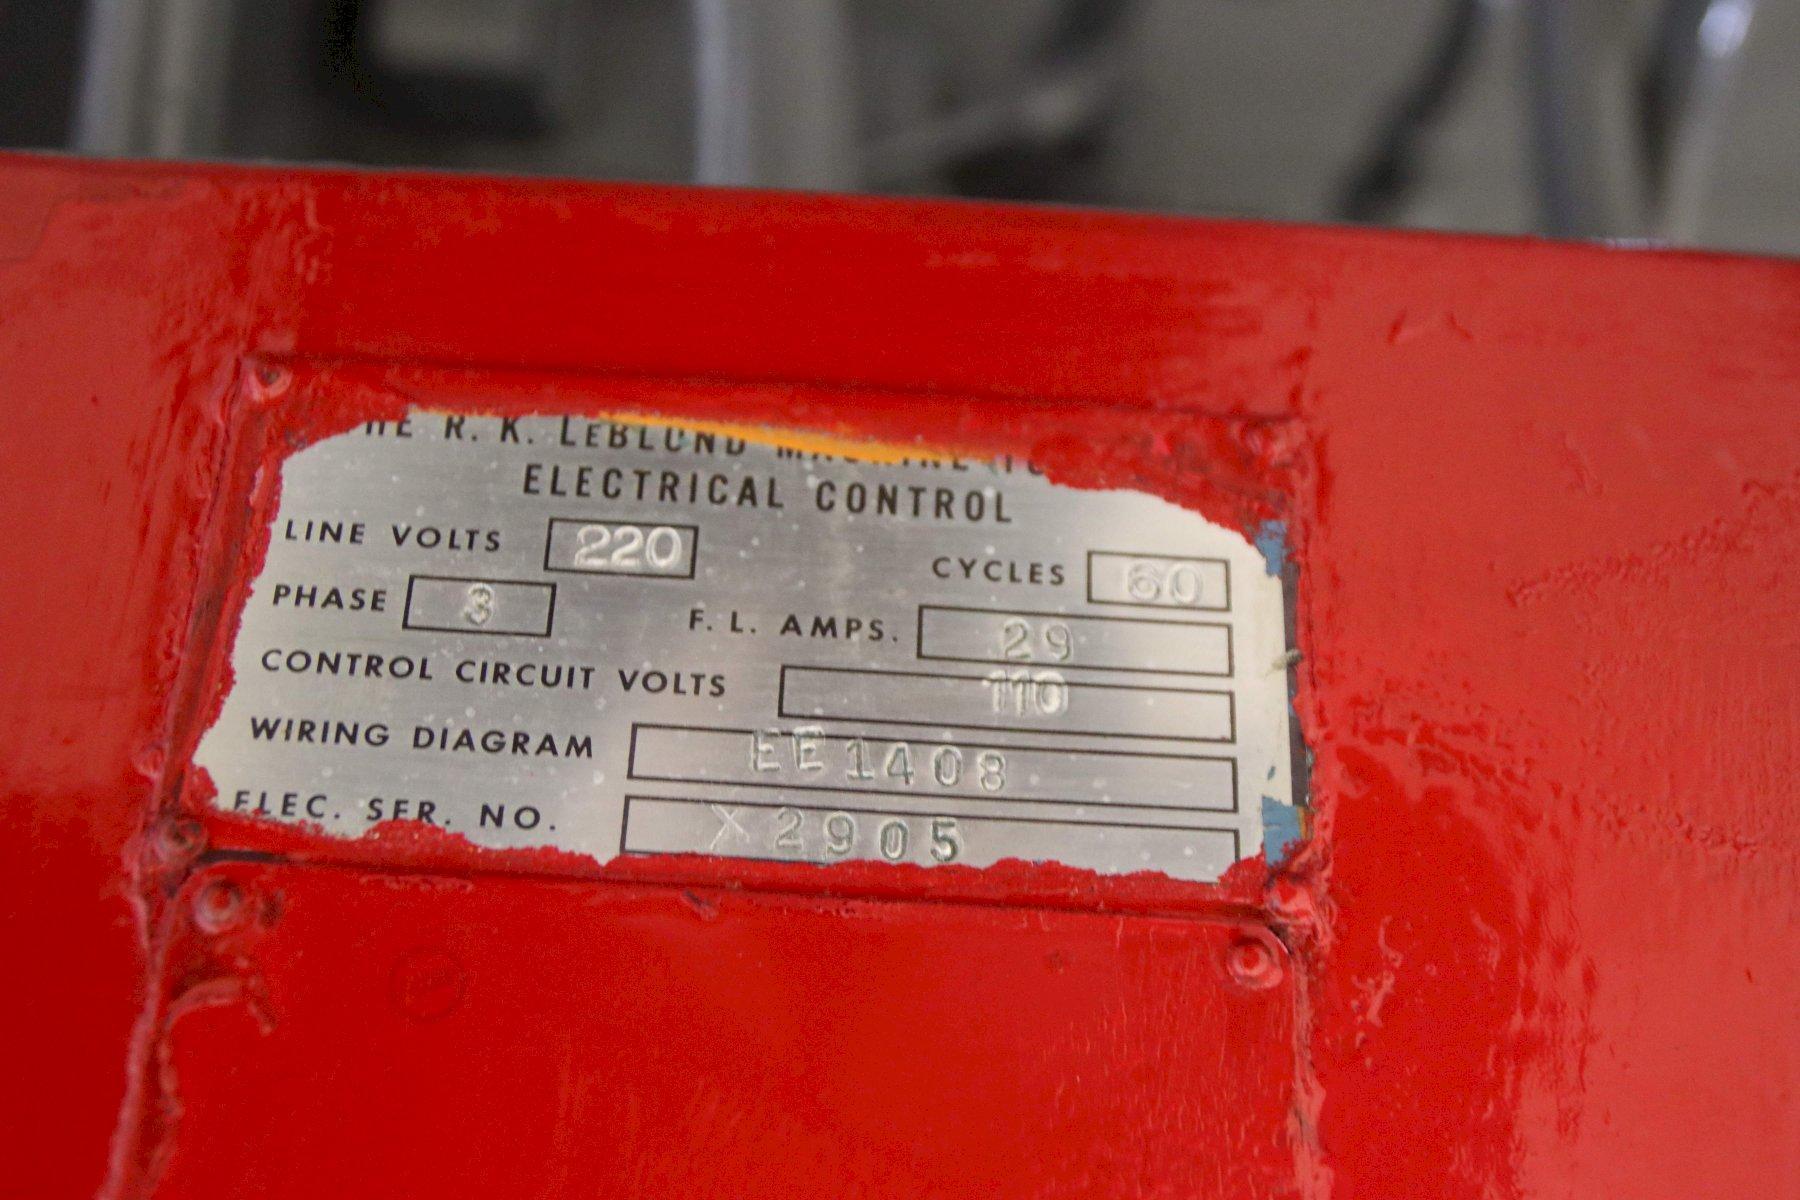 R. K. LEBLOND
ELECTRICAL CONTROL
LINE VOLTS 220
CYCLES 60
PHASE 3
F. L. AMPS. 29
CONTROL CIRCUIT VOLTS 110
WIRING DIAGRAM EE1408
ELEC. SER. NO. X2905